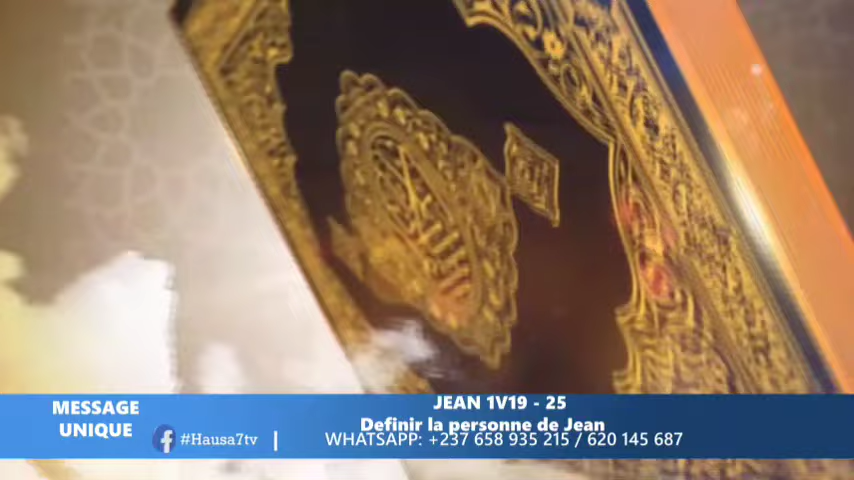 MESSAGE
UNIQUE
#Hausa7tv
JEAN 1V19 - 25
Definir la personne de Jean
WHATSAPP: +237 658 935 215 / 620 145 687